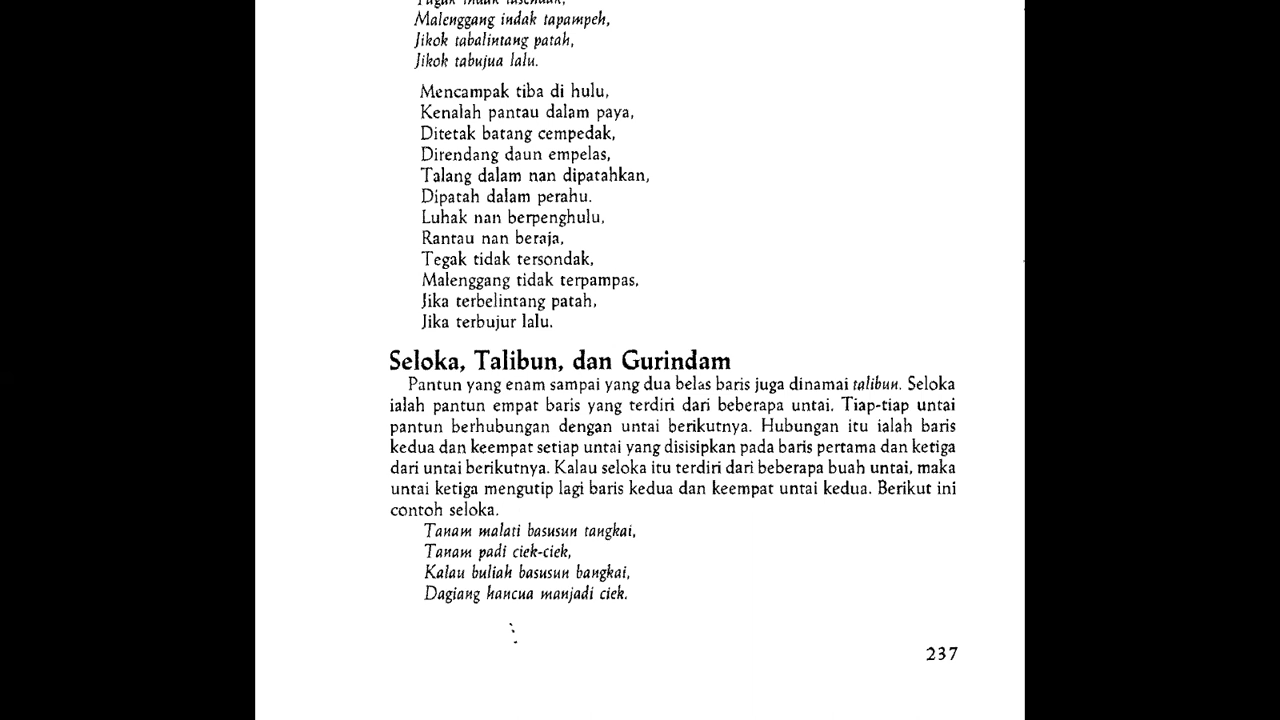 Malenggang indak tapampeh,
Jikok tabalintang patah,
Jikok tabujua lalu.
Mencampak tiba di hulu,
Kenalah pantau dalam paya,
Ditetak batang cempedak,
Direndang daun empelas,
Talang dalam nan dipatahkan,
Dipatah dalam perahu.
Luhak nan berpenghulu,
Rantau nan beraja,
Tegak tidak tersondak,
Malenggang tidak terpampas,
Jika terbelintang patah,
Jika terbujur lalu.
Seloka, Talibun, dan Gurindam
Pantun yang enam sampai yang dua belas baris juga dinamai talibun. Seloka
ialah pantun empat baris yang terdiri dari beberapa untai. Tiap-tiap untai
pantun berhubungan dengan untai berikutnya. Hubungan itu ialah baris
kedua dan keempat setiap untai yang disisipkan pada baris pertama dan ketiga
dari untai berikutnya. Kalau seloka itu terdiri dari beberapa buah untai, maka
untai ketiga mengutip lagi baris kedua dan keempat untai kedua. Berikut ini
contoh seloka.
Tanam malati basusun tangkai,
Tanam padi ciek-ciek,
Kalau buliah basusun bangkai,
Dagiang hancua manjadi ciek.
237